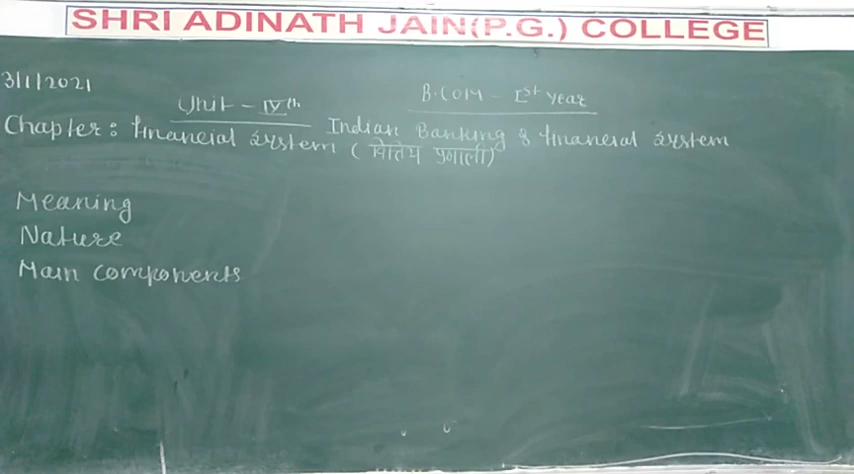 SHRI ADINATH JAIN(P.G.) COLLEGE
3/1/2021
B.COM - Ist year
Unit - IVth
Indian Banking & financial system
Chapter: financial system (वित्तिय प्रणाली)
Meaning
Nature
Main components